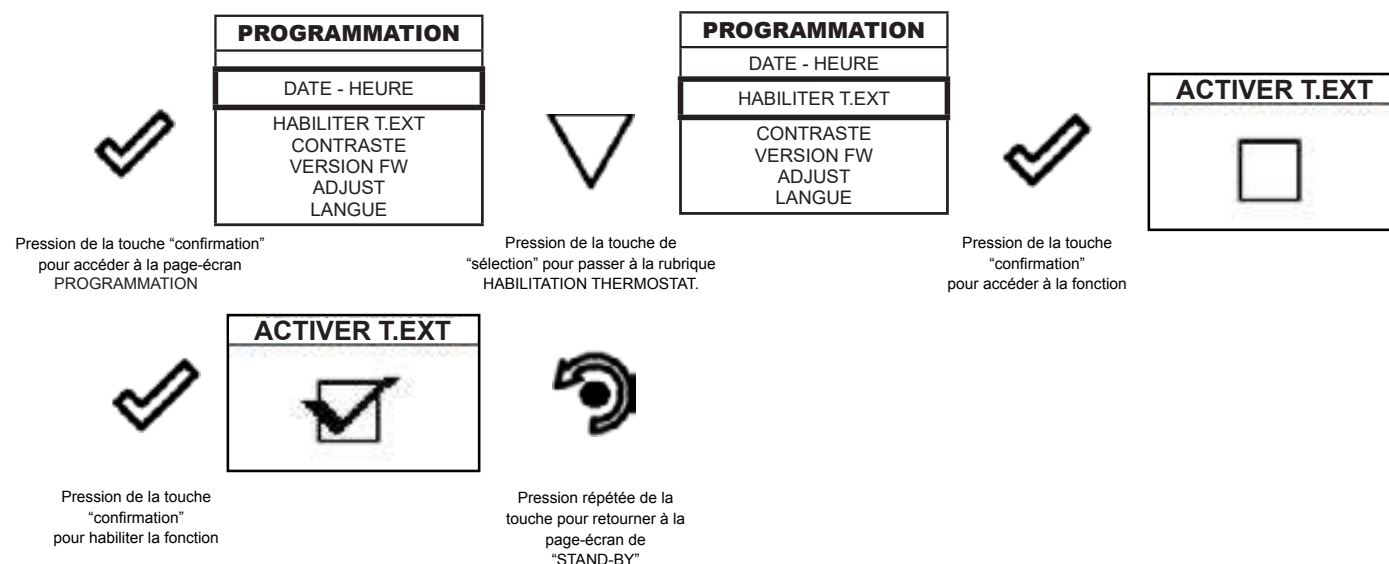 PROGRAMMATION
DATE - HEURE
HABILITER T.EXT
CONTRASTE
VERSION FW
ADJUST
LANGUE
Pression de la touche “confirmation”
pour accéder à la page-écran
PROGRAMMATION
PROGRAMMATION
DATE - HEURE
HABILITER T.EXT
CONTRASTE
VERSION FW
ADJUST
LANGUE
Pression de la touche de
“sélection” pour passer à la rubrique
HABILITATION THERMOSTAT.
ACTIVER T.EXT
Pression de la touche
“confirmation”
pour accéder à la fonction
ACTIVER T.EXT
Pression de la touche
“confirmation”
pour habiliter la fonction
Pression répétée de la
touche pour retourner à la
page-écran de
“STAND-BY”